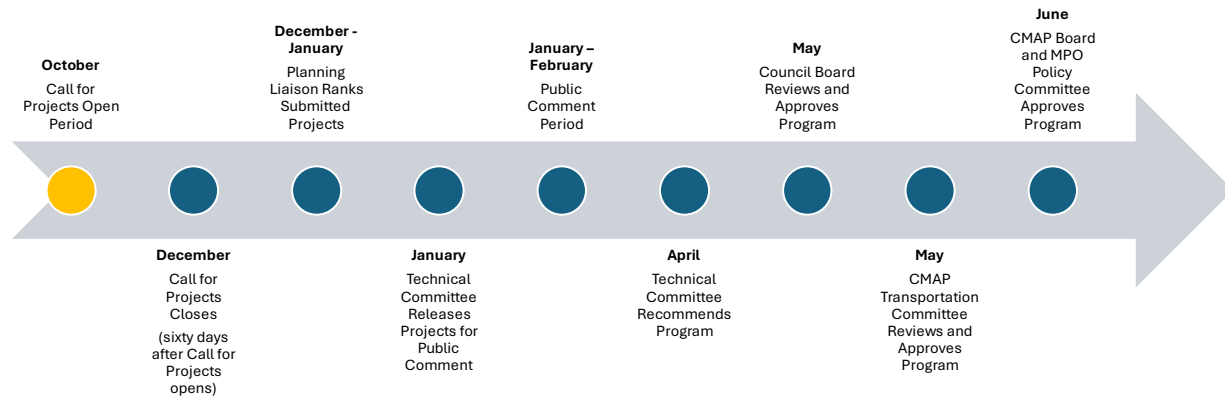 October
Call for
Projects Open
Period
December
Call for
Projects
Closes
(sixty days
after Call for
Projects
opens)
December -
January
Planning
Liaison Ranks
Submitted
Projects
January
Technical
Committee
Releases
Projects for
Public
Comment
January –
February
Public
Comment
Period
April
Technical
Committee
Recommends
Program
May
Council Board
Reviews and
Approves
Program
May
CMAP
Transportation
Committee
Reviews and
Approves
Program
June
CMAP Board
and MPO
Policy
Committee
Approves
Program